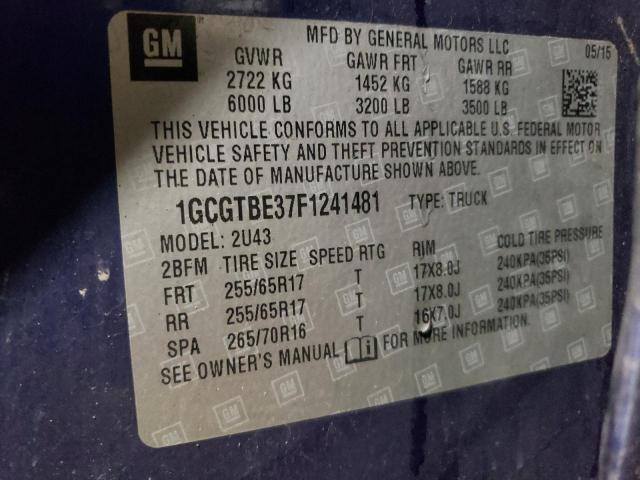 GM
MFD BY GENERAL MOTORS LLC
05/15
GVWR GAWR FRT GAWR RR
2722 KG 1452 KG 1588 KG
6000 LB 3200 LB 3500 LB
THIS VEHICLE CONFORMS TO ALL APPLICABLE U.S. FEDERAL MOTOR
VEHICLE SAFETY AND THEFT PREVENTION STANDARDS IN EFFECT ON
THE DATE OF MANUFACTURE SHOWN ABOVE.
1GCGTBE37F1241481 TYPE: TRUCK
MODEL: 2U43
2BFM TIRE SIZE SPEED RTG RIM COLD TIRE PRESSURE
FRT 255/65R17 T 17X8.0J 240KPA(35PSI)
RR 255/65R17 T 17X8.0J 240KPA(35PSI)
SPA 265/70R16 T 16X7.0J 240KPA(35PSI)
SEE OWNER'S MANUAL FOR MORE INFORMATION.